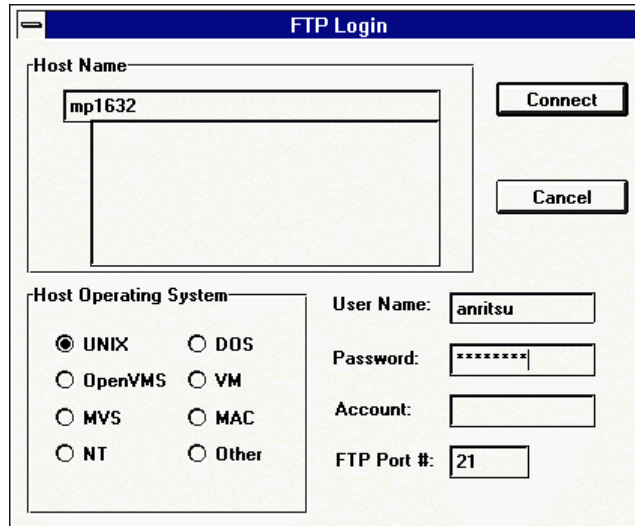 FTP Login
Host Name
mp1632
Connect
Cancel
Host Operating System
UNIX
DOS
OpenVMS
VM
MVS
MAC
NT
Other
User Name:
anritsu
Password:
********
Account:
FTP Port #:
21